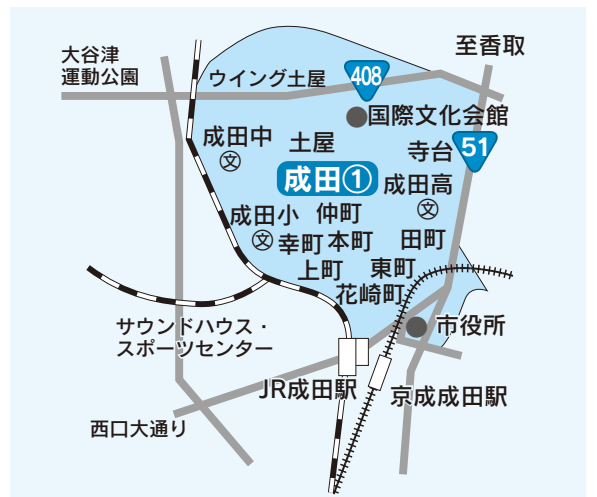 大谷津
運動公園
ウイング土屋
408
至香取
国際文化会館
成田中
文
土屋
寺台
51
成田①
成田高
文
成田小
文
仲町
幸町
本町
田町
上町
東町
花崎町
サウンドハウス・
スポーツセンター
市役所
JR成田駅
京成成田駅
西口大通り